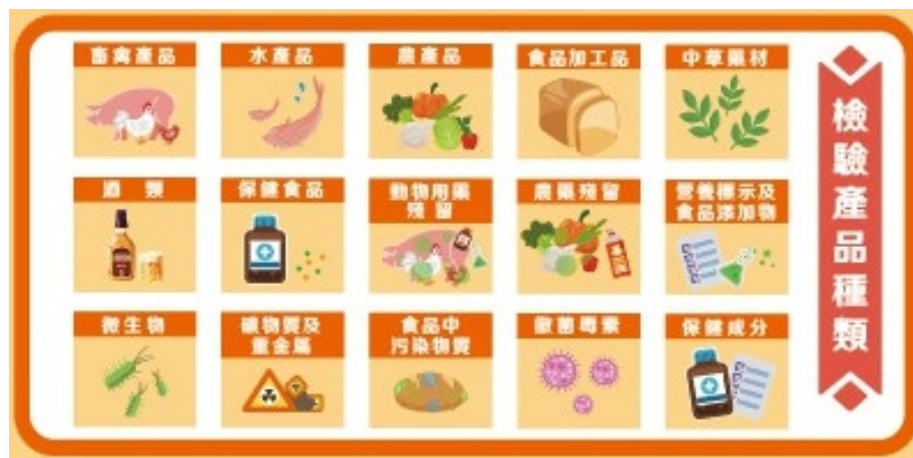 檢驗產品種類
畜禽產品
水產品
農產品
食品加工品
中草藥材
酒類
保健食品
動物用藥
殘留
農藥殘留
營養標示及
食品添加物
微生物
礦物質及
重金屬
食品中
污染物質
黴菌毒素
保健成分